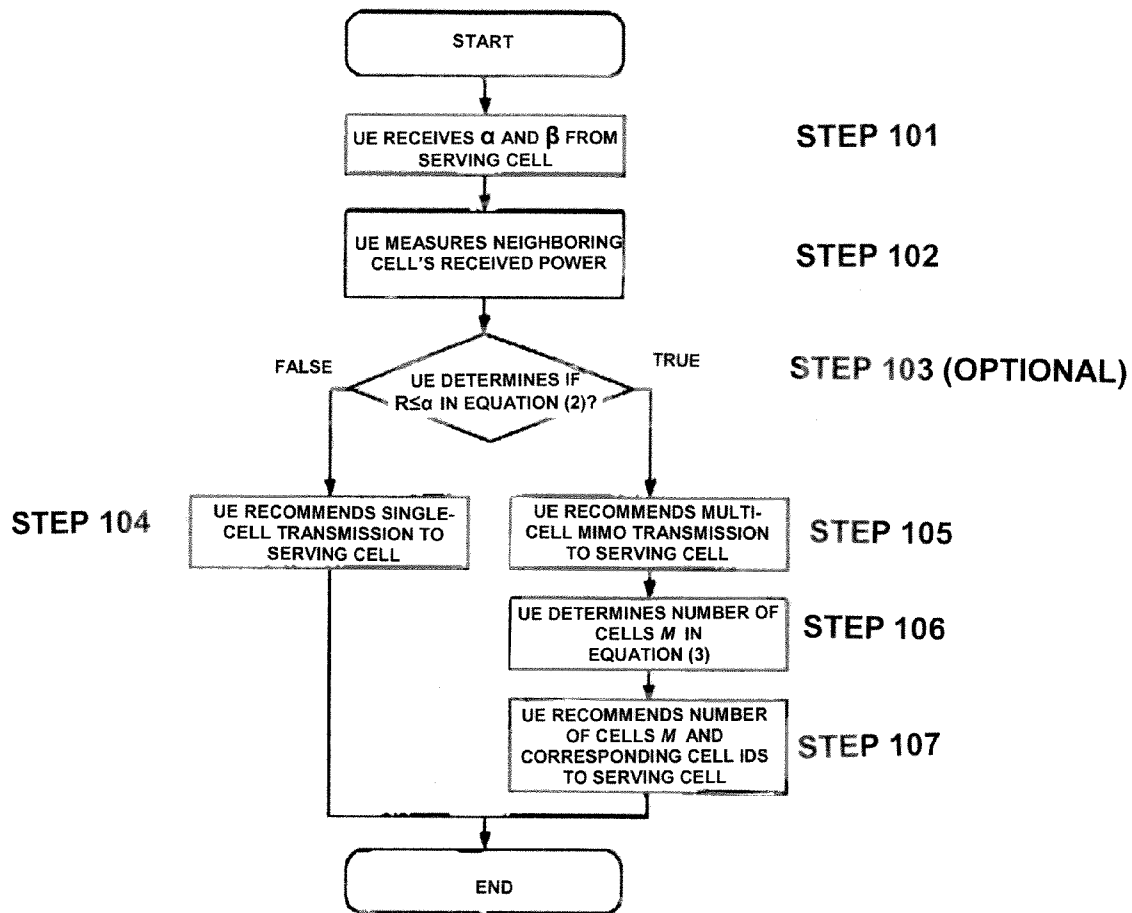 START
UE RECEIVES α AND β FROM
SERVING CELL
STEP 101
UE MEASURES NEIGHBORING
CELL'S RECEIVED POWER
STEP 102
FALSE
TRUE
UE DETERMINES IF
R≤α IN EQUATION (2)?
STEP 103 (OPTIONAL)
STEP 104
UE RECOMMENDS SINGLE-
CELL TRANSMISSION TO
SERVING CELL
UE RECOMMENDS MULTI-
CELL MIMO TRANSMISSION
TO SERVING CELL
STEP 105
UE DETERMINES NUMBER OF
CELLS M IN
EQUATION (3)
STEP 106
UE RECOMMENDS NUMBER
OF CELLS M AND
CORRESPONDING CELL IDS
TO SERVING CELL
STEP 107
END